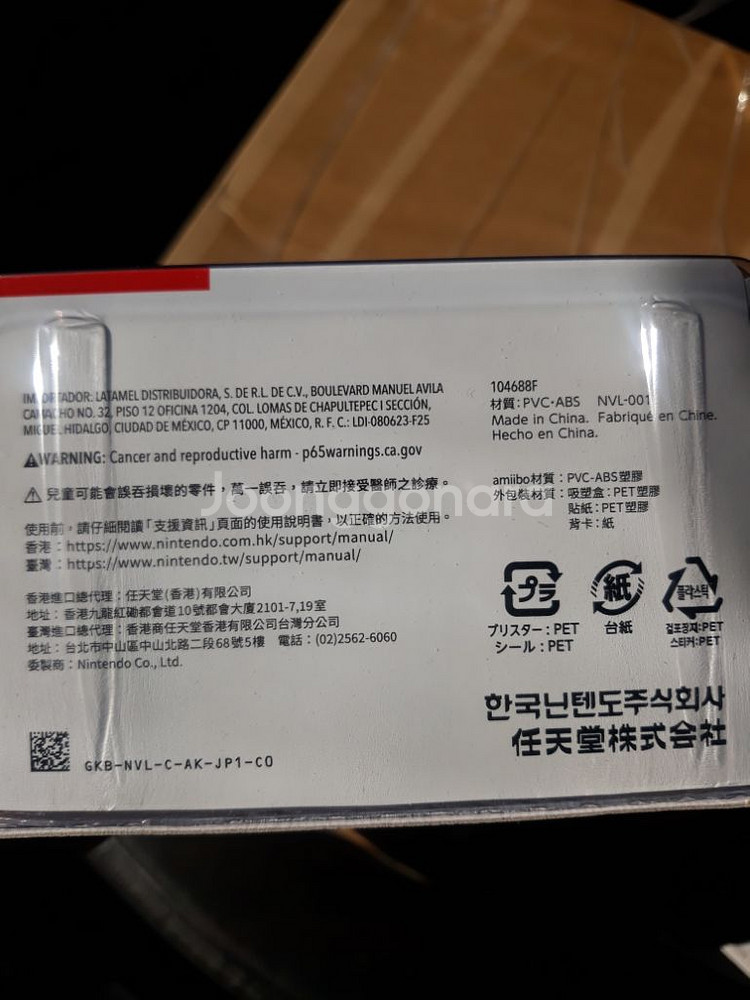 IMPORTADOR: LATAMEL DISTRIBUIDORA, S. DE R.L. DE C.V., BOULEVARD MANUEL AVILA
CAMACHO NO. 32, PISO 12 OFICINA 1204, COL. LOMAS DE CHAPULTEPEC I SECCIÓN,
MIGUEL HIDALGO, CIUDAD DE MÉXICO, CP 11000, MÉXICO, R. F. C.: LDI-080623-F25
⚠WARNING: Cancer and reproductive harm - p65warnings.ca.gov
⚠ 兒童可能會誤吞損壞的零件，萬一誤吞，請立即接受醫師之診療。
使用前，請仔細閱讀「支援資訊」頁面的使用說明書，以正確的方法使用。
香港：https://www.nintendo.com.hk/support/manual/
臺灣：https://www.nintendo.tw/support/manual/
香港進口總代理：任天堂(香港)有限公司
地址：香港九龍紅磡都會道10號都會大廈2101-7,19室
臺灣進口總代理：香港商任天堂香港有限公司台灣分公司
地址：台北市中山區中山北路二段68號5樓 電話：(02)2562-6060
委製商：Nintendo Co., Ltd.
GKB-NVL-C-AK-JP1-C0
104688F
材質：PVC・ABS NVL-001
Made in China. Fabriqué en Chine.
Hecho en China.
amiibo材質：PVC・ABS塑膠
外包裝材質：吸塑盒：PET塑膠
貼紙：PET塑膠
背卡：紙
プラ
紙
플라스틱
ブリスター：PET
シール：PET
台紙
겉포장재:PET
스티커:PET
한국닌텐도주식회사
任天堂株式会社
Joonggonara